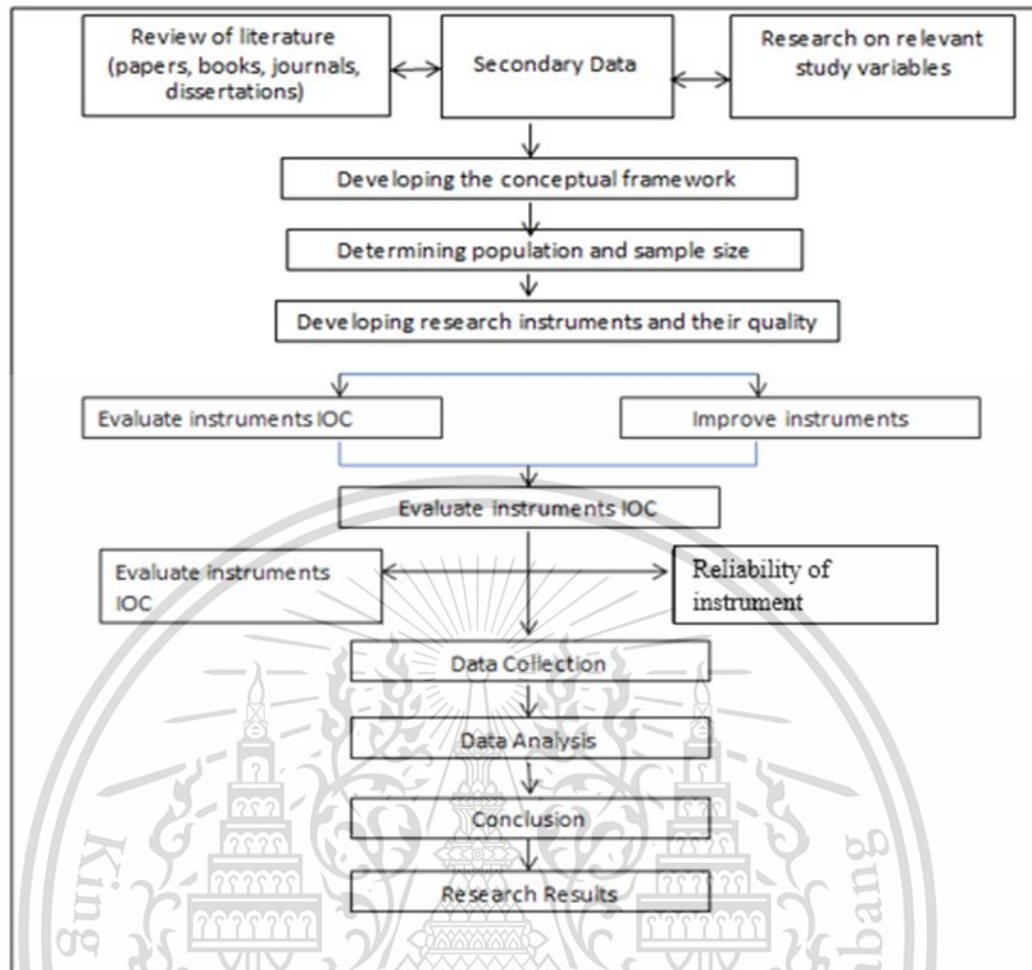 Review of literature
(papers, books, journals,
dissertations)
Secondary Data
Research on relevant
study variables
Developing the conceptual framework
Determining population and sample size
Developing research instruments and their quality
Evaluate instruments IOC
Improve instruments
Evaluate instruments IOC
Evaluate instruments
IOC
Reliability of
instrument
Data Collection
Data Analysis
Conclusion
Research Results
King
bang